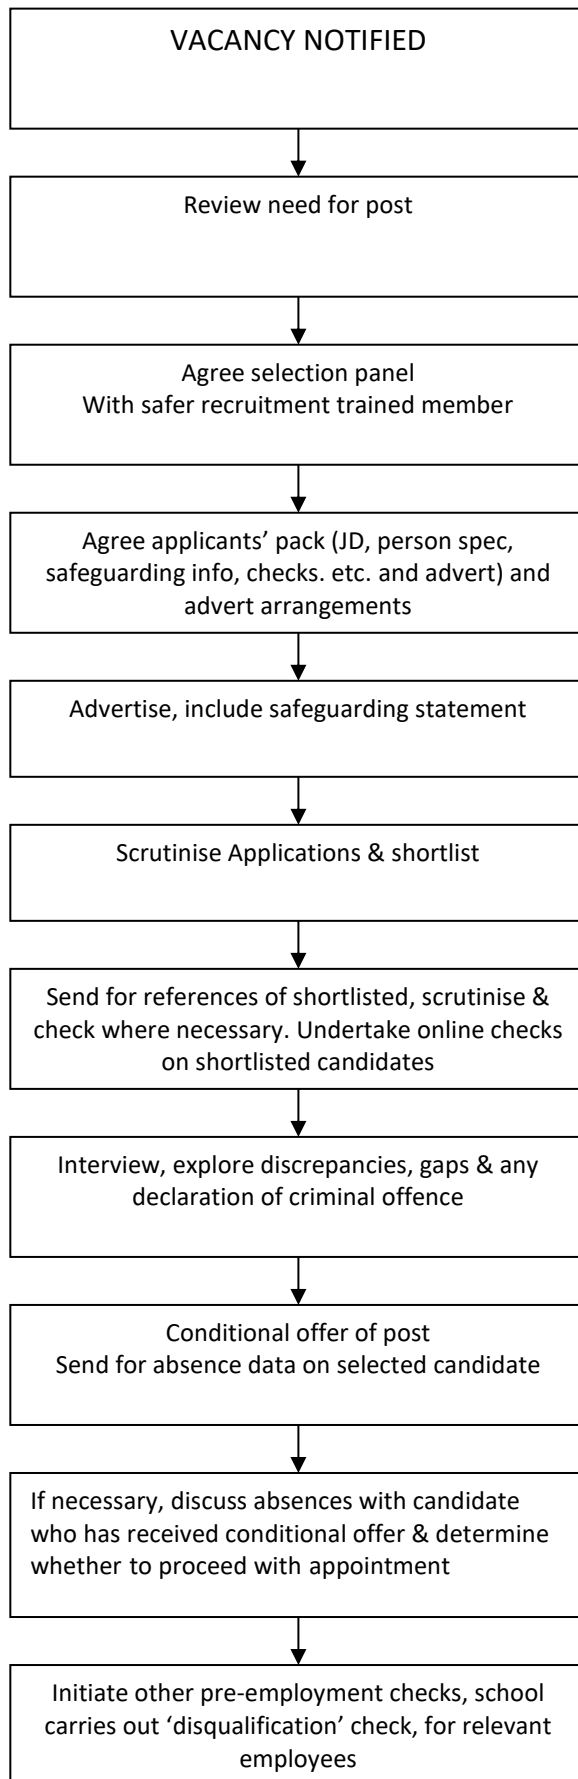 VACANCY NOTIFIED
Review need for post
Agree selection panel
With safer recruitment trained member
Agree applicants’ pack (JD, person spec,
safeguarding info, checks. etc. and advert) and
advert arrangements
Advertise, include safeguarding statement
Scrutinise Applications & shortlist
Send for references of shortlisted, scrutinise &
check where necessary. Undertake online checks
on shortlisted candidates
Interview, explore discrepancies, gaps & any
declaration of criminal offence
Conditional offer of post
Send for absence data on selected candidate
If necessary, discuss absences with candidate
who has received conditional offer & determine
whether to proceed with appointment
Initiate other pre-employment checks, school
carries out ‘disqualification’ check, for relevant
employees